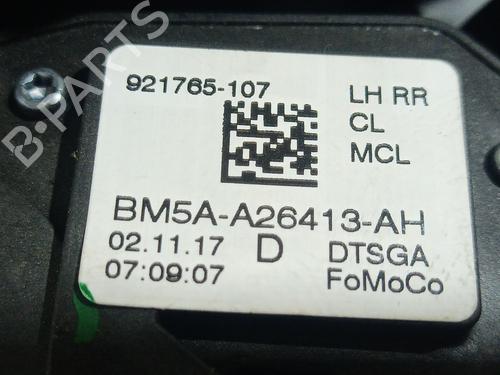 B-PARTS
921765-107 LH RR
CL
MCL
BM5A-A26413-AH
02.11.17 D DTSGA
07:09:07 FoMoCo